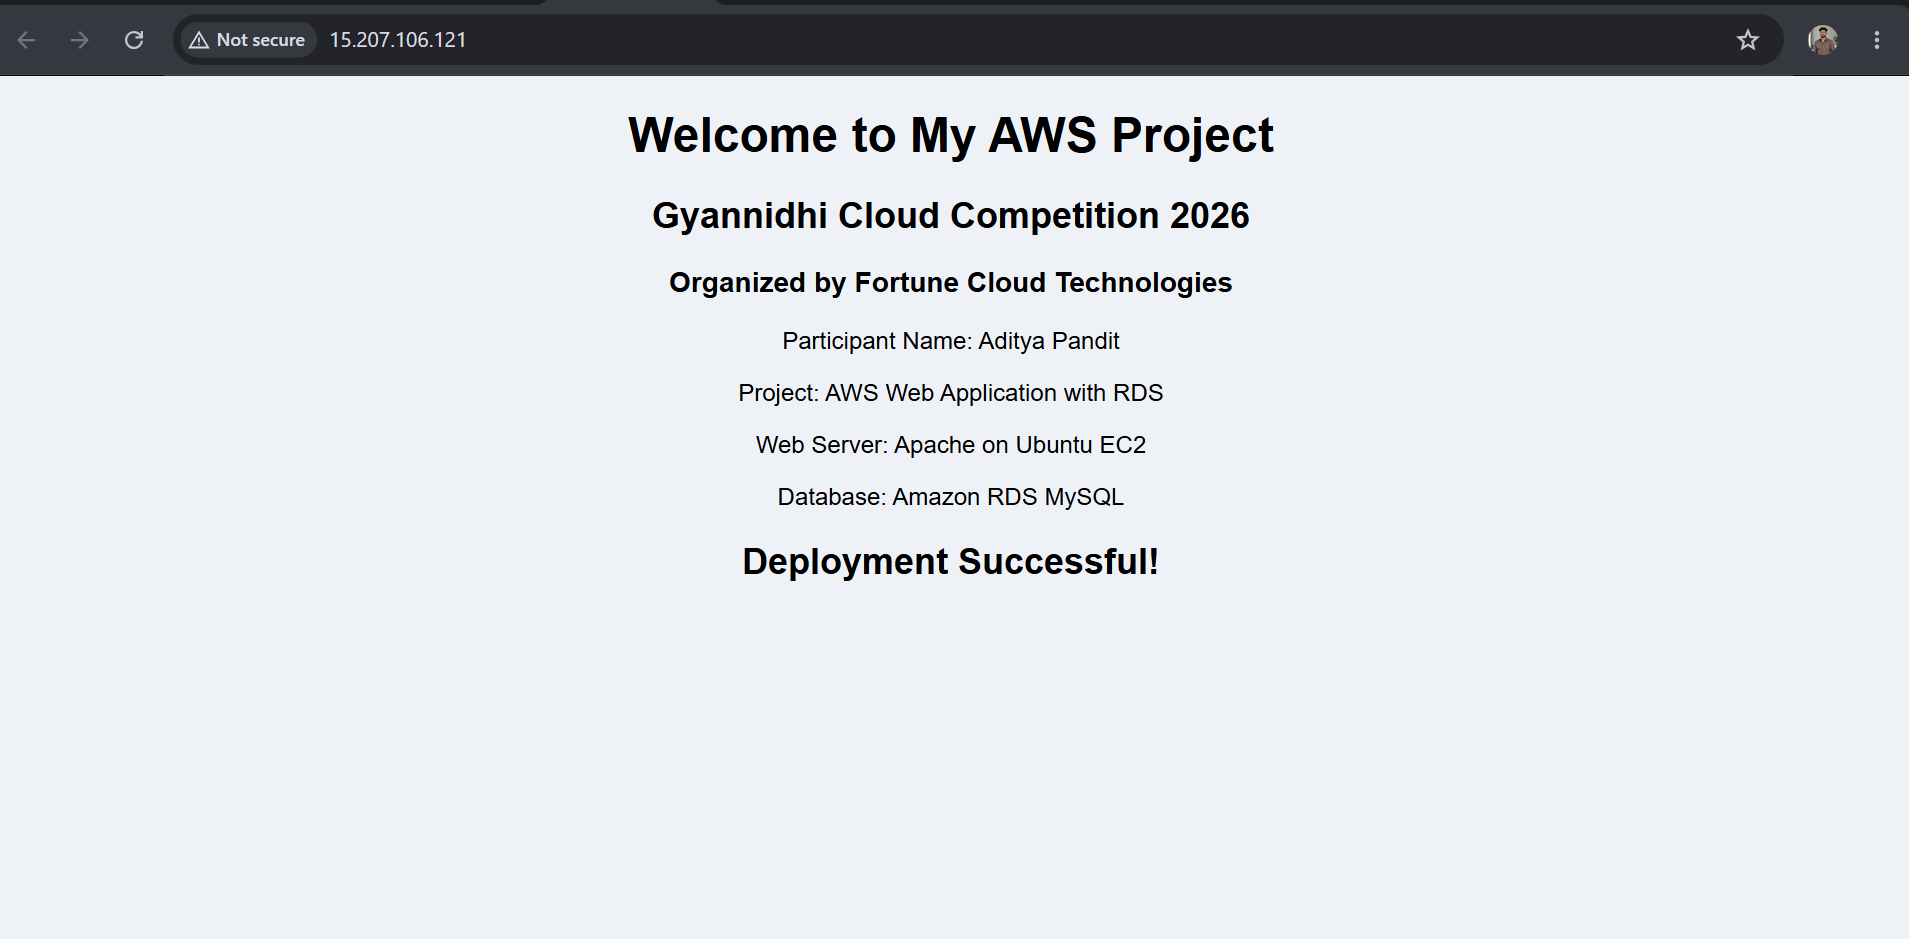 Not secure
15.207.106.121
Welcome to My AWS Project
Gyannidhi Cloud Competition 2026
Organized by Fortune Cloud Technologies
Participant Name: Aditya Pandit
Project: AWS Web Application with RDS
Web Server: Apache on Ubuntu EC2
Database: Amazon RDS MySQL
Deployment Successful!